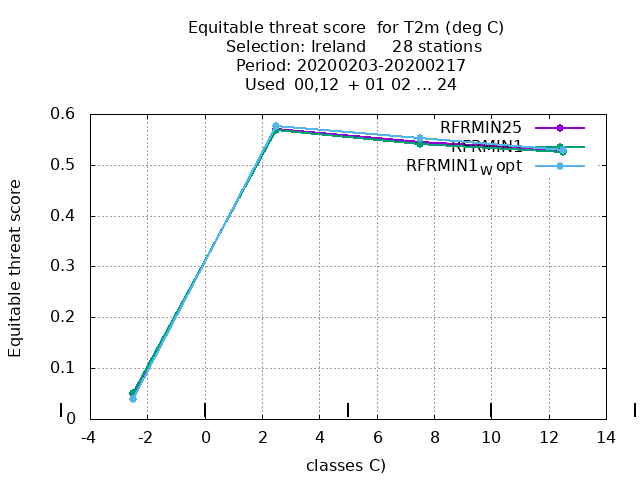 Equitable threat score for T2m (deg C)
Selection: Ireland 28 stations
Period: 20200203-20200217
Used 00,12 + 01 02 ... 24
Equitable threat score
0.6
0.5
0.4
0.3
0.2
0.1
0
RFRMIN25
RFRMIN1
RFRMIN1W opt
-4 -2 0 2 4 6 8 10 12 14
classes C)